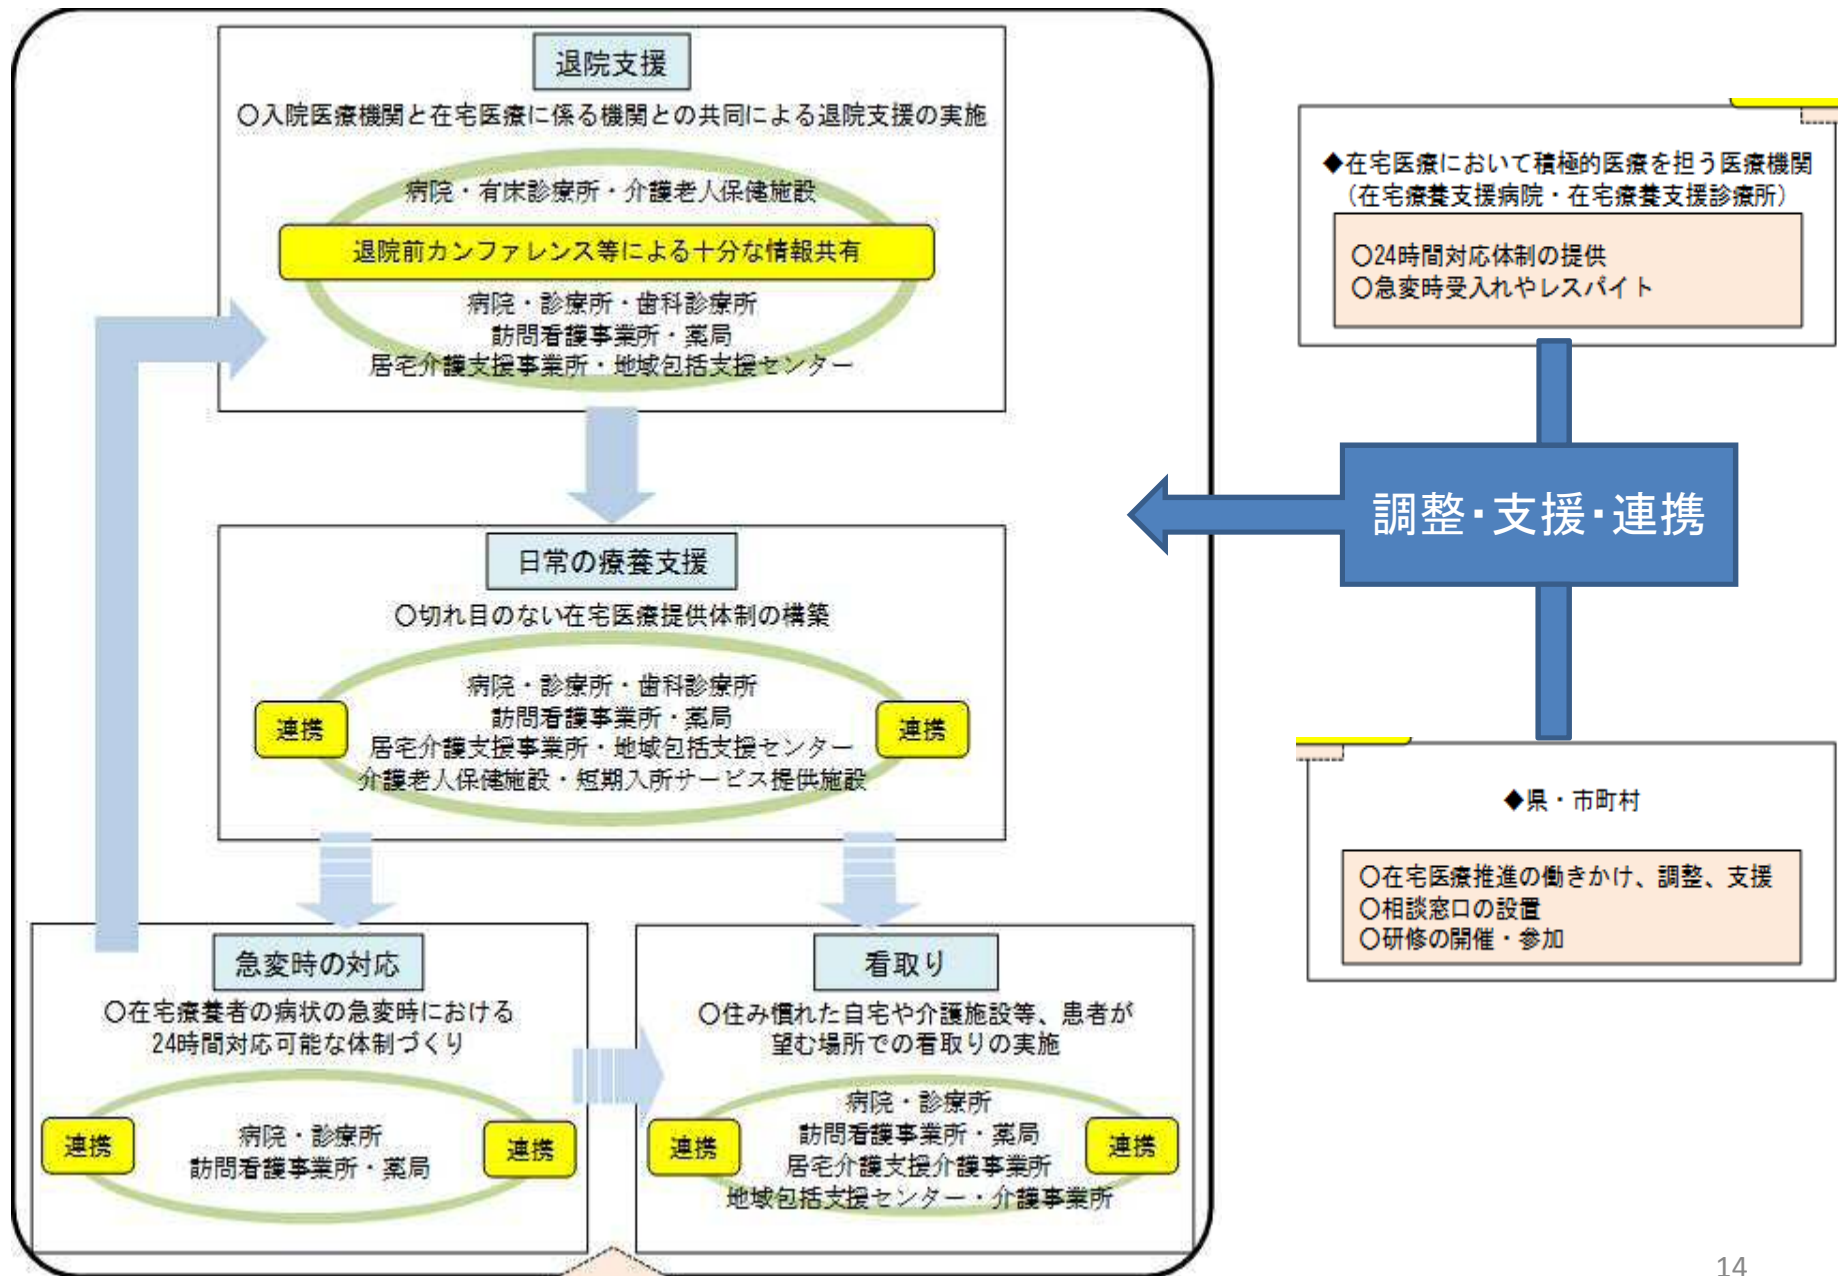 退院支援
〇入院医療機関と在宅医療に係る機関との共同による退院支援の実施
病院・有床診療所・介護老人保健施設
退院前カンファレンス等による十分な情報共有
病院・診療所・歯科診療所
訪問看護事業所・薬局
居宅介護支援事業所・地域包括支援センター
日常の療養支援
〇切れ目のない在宅医療提供体制の構築
病院・診療所・歯科診療所
訪問看護事業所・薬局
居宅介護支援事業所・地域包括支援センター
介護老人保健施設・短期入所サービス提供施設
連携
連携
急変時の対応
〇在宅療養者の病状の急変時における
24時間対応可能な体制づくり
連携
病院・診療所
訪問看護事業所・薬局
連携
看取り
〇住み慣れた自宅や介護施設等、患者が
望む場所での看取りの実施
連携
病院・診療所
訪問看護事業所・薬局
居宅介護支援介護事業所
地域包括支援センター・介護事業所
連携
◆在宅医療において積極的医療を担う医療機関
（在宅療養支援病院・在宅療養支援診療所）
〇24時間対応体制の提供
〇急変時受入れやレスパイト
調整・支援・連携
◆県・市町村
〇在宅医療推進の働きかけ、調整、支援
〇相談窓口の設置
〇研修の開催・参加
14